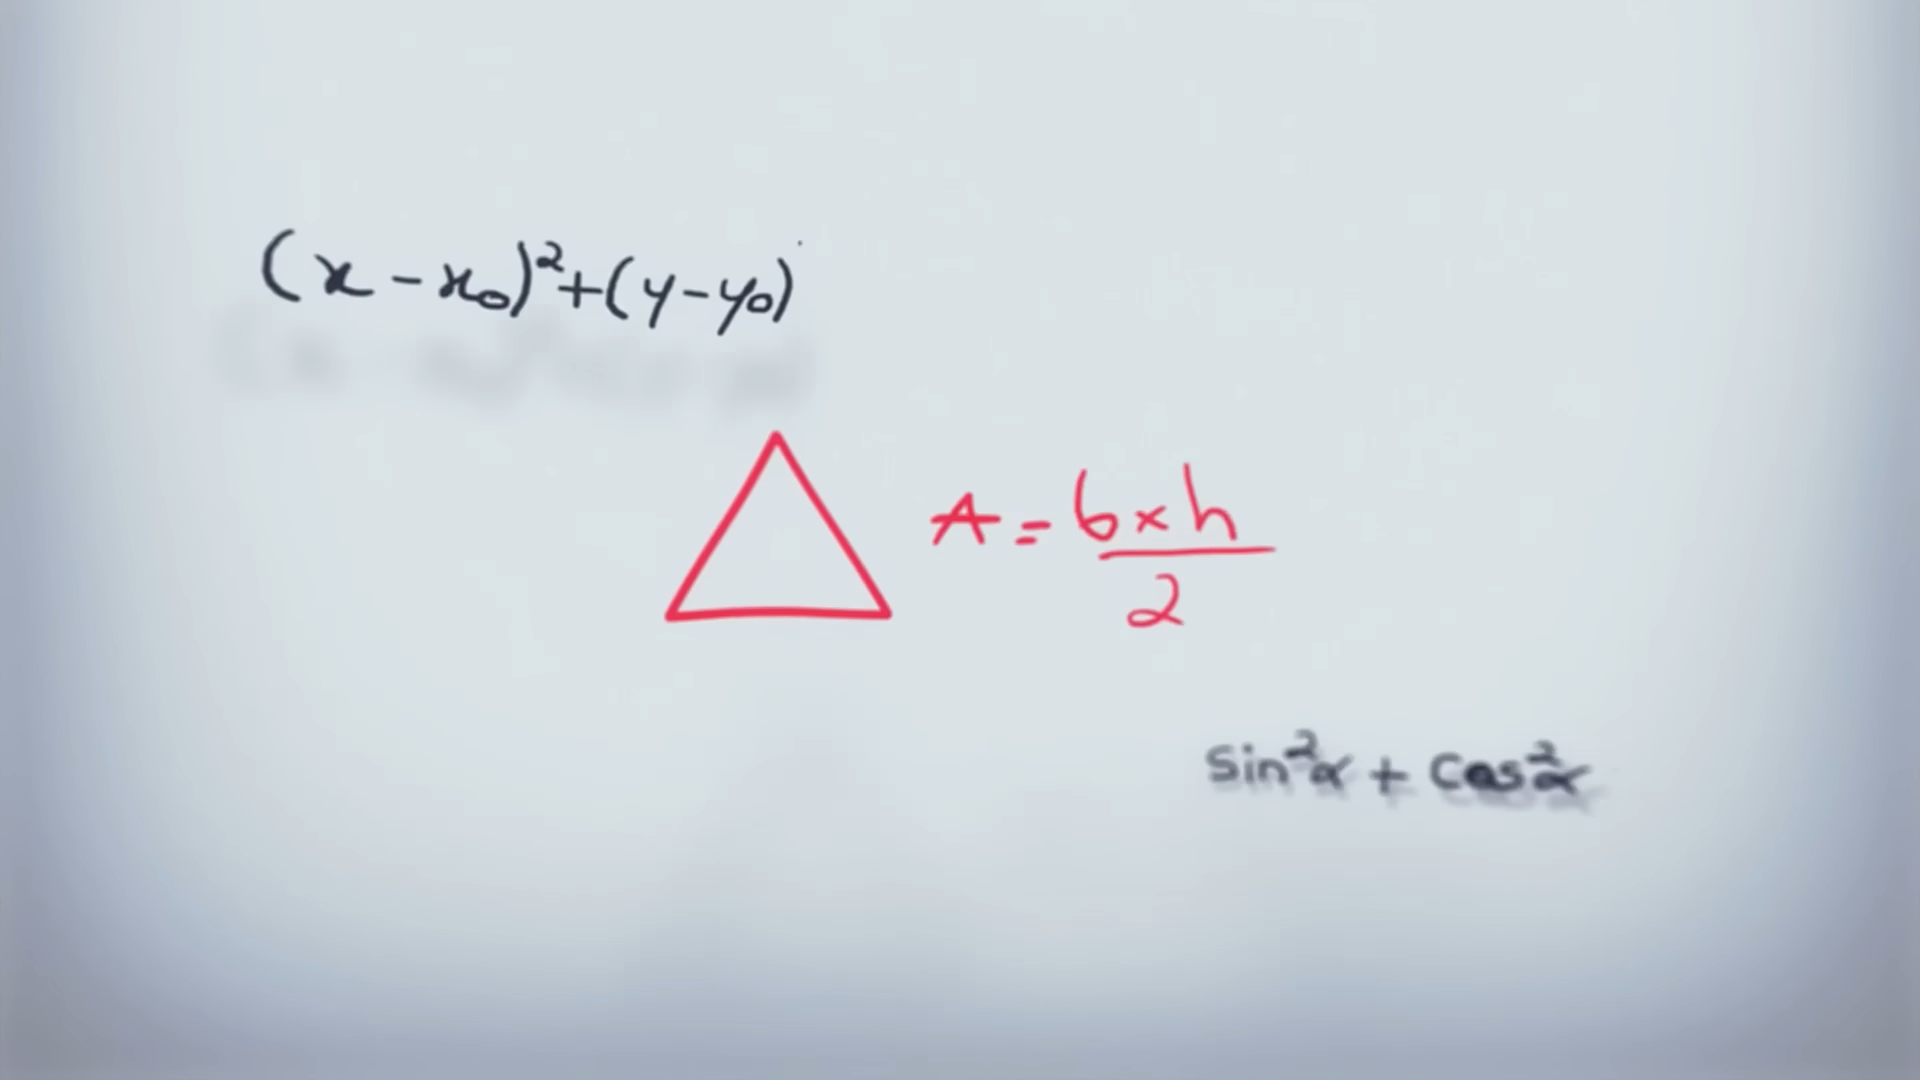 (x - x₀)² + (y - y₀)
A = b × h / 2
sin²α + cos²α